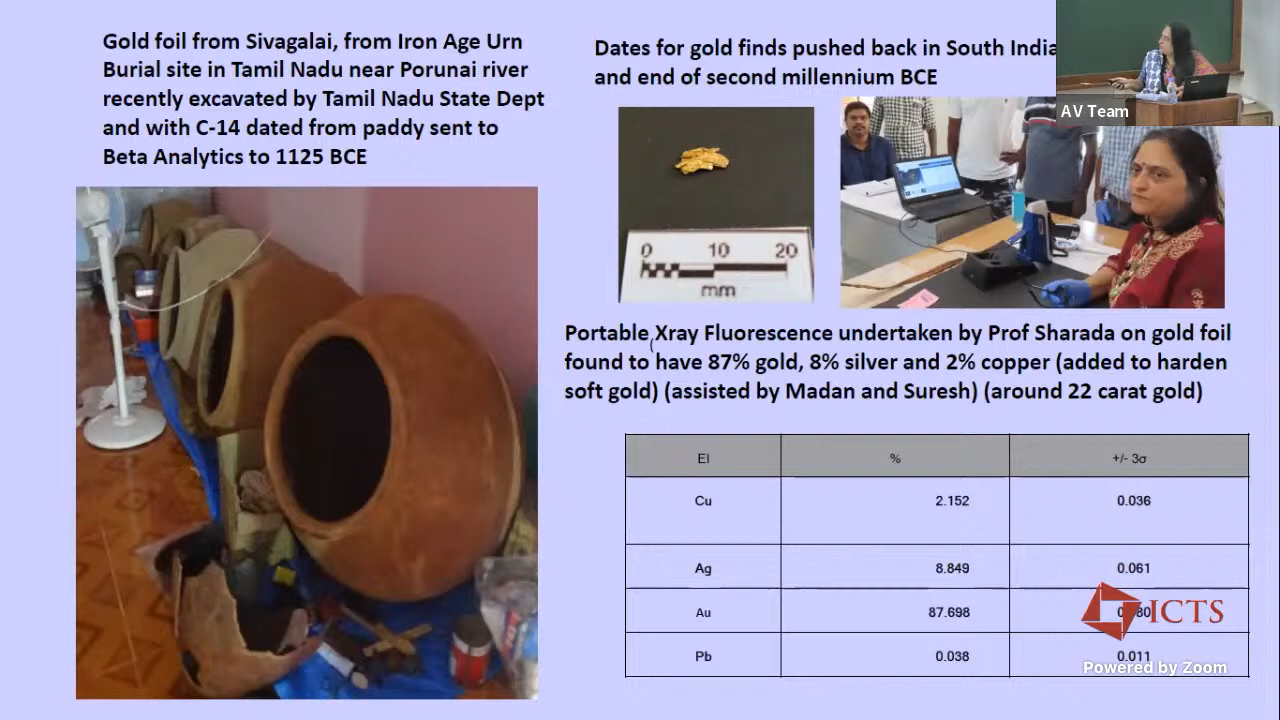 Gold foil from Sivagalai, from Iron Age Urn
Burial site in Tamil Nadu near Porunai river
recently excavated by Tamil Nadu State Dept
and with C-14 dated from paddy sent to
Beta Analytics to 1125 BCE
Dates for gold finds pushed back in South India
and end of second millennium BCE
AV Team
0 10 20
mm
Portable Xray Fluorescence undertaken by Prof Sharada on gold foil
found to have 87% gold, 8% silver and 2% copper (added to harden
soft gold) (assisted by Madan and Suresh) (around 22 carat gold)
El % +/- 3σ
Cu 2.152 0.036
Ag 8.849 0.061
Au 87.698
Pb 0.038 0.011
ICTS
Powered by Zoom